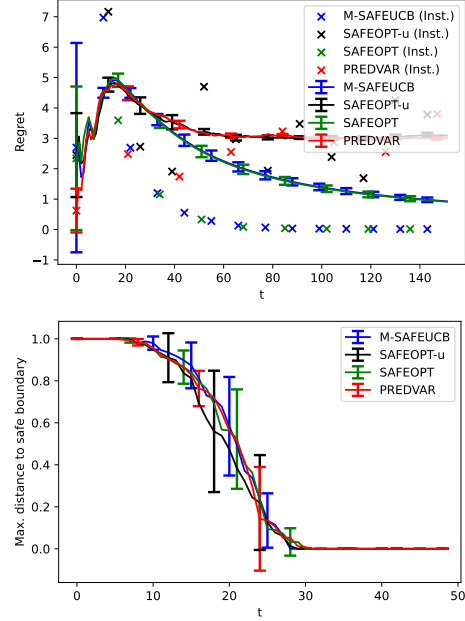 7
6
5
4
3
2
1
0
−1
Regret
0
20
40
60
80
100
120
140
t
M-SAFEUCB (Inst.)
SAFEOPT-u (Inst.)
SAFEOPT (Inst.)
PREDVAR (Inst.)
M-SAFEUCB
SAFEOPT-u
SAFEOPT
PREDVAR
1.0
0.8
0.6
0.4
0.2
0.0
Max. distance to safe boundary
0
10
20
30
40
50
t
M-SAFEUCB
SAFEOPT-u
SAFEOPT
PREDVAR